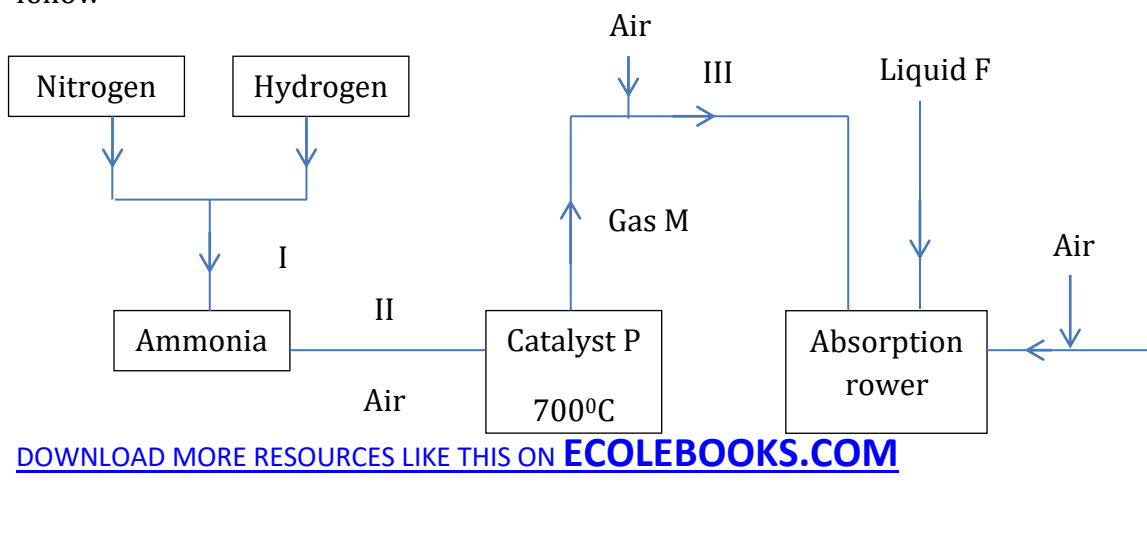 follow
Air
Nitrogen
Hydrogen
III
Liquid F
Gas M
Air
I
II
Ammonia
Air
Catalyst P
700⁰C
Absorption
rower
DOWNLOAD MORE RESOURCES LIKE THIS ON ECOLEBOOKS.COM